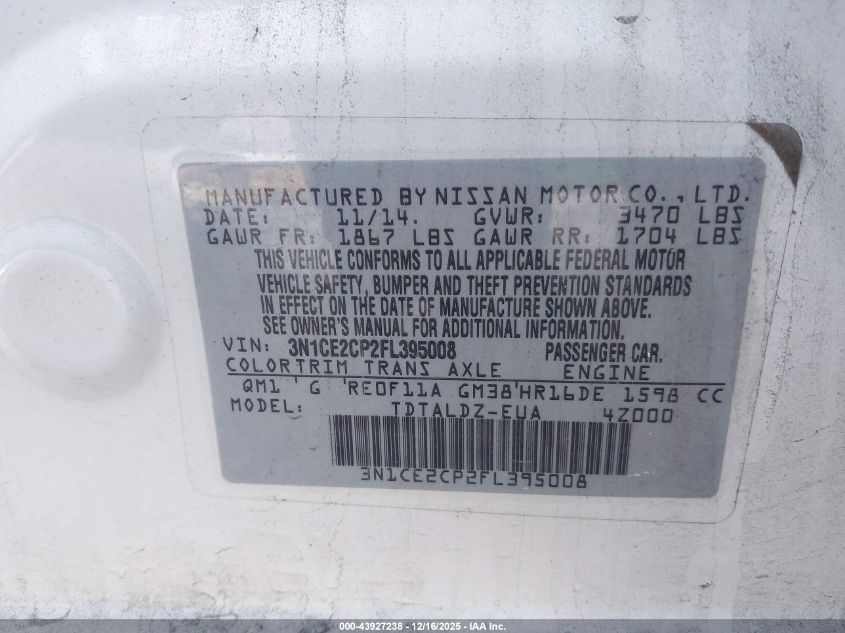 MANUFACTURED BY NISSAN MOTOR CO., LTD.
DATE: 11/14. GVWR: 3470 LBS
GAWR FR: 1867 LBS GAWR RR: 1704 LBS
THIS VEHICLE CONFORMS TO ALL APPLICABLE FEDERAL MOTOR
VEHICLE SAFETY, BUMPER AND THEFT PREVENTION STANDARDS
IN EFFECT ON THE DATE OF MANUFACTURE SHOWN ABOVE.
SEE OWNER'S MANUAL FOR ADDITIONAL INFORMATION.
VIN: 3N1CE2CP2FL395008 PASSENGER CAR.
COLORTRIM TRANS AXLE ENGINE
QM1 ' G 'RE0F11A GM38'HR16DE 1598 CC
MODEL: TDTALDZ-EUA 4Z000
3N1CE2CP2FL395008
000-43927238 - 12/16/2025 - IAA Inc.